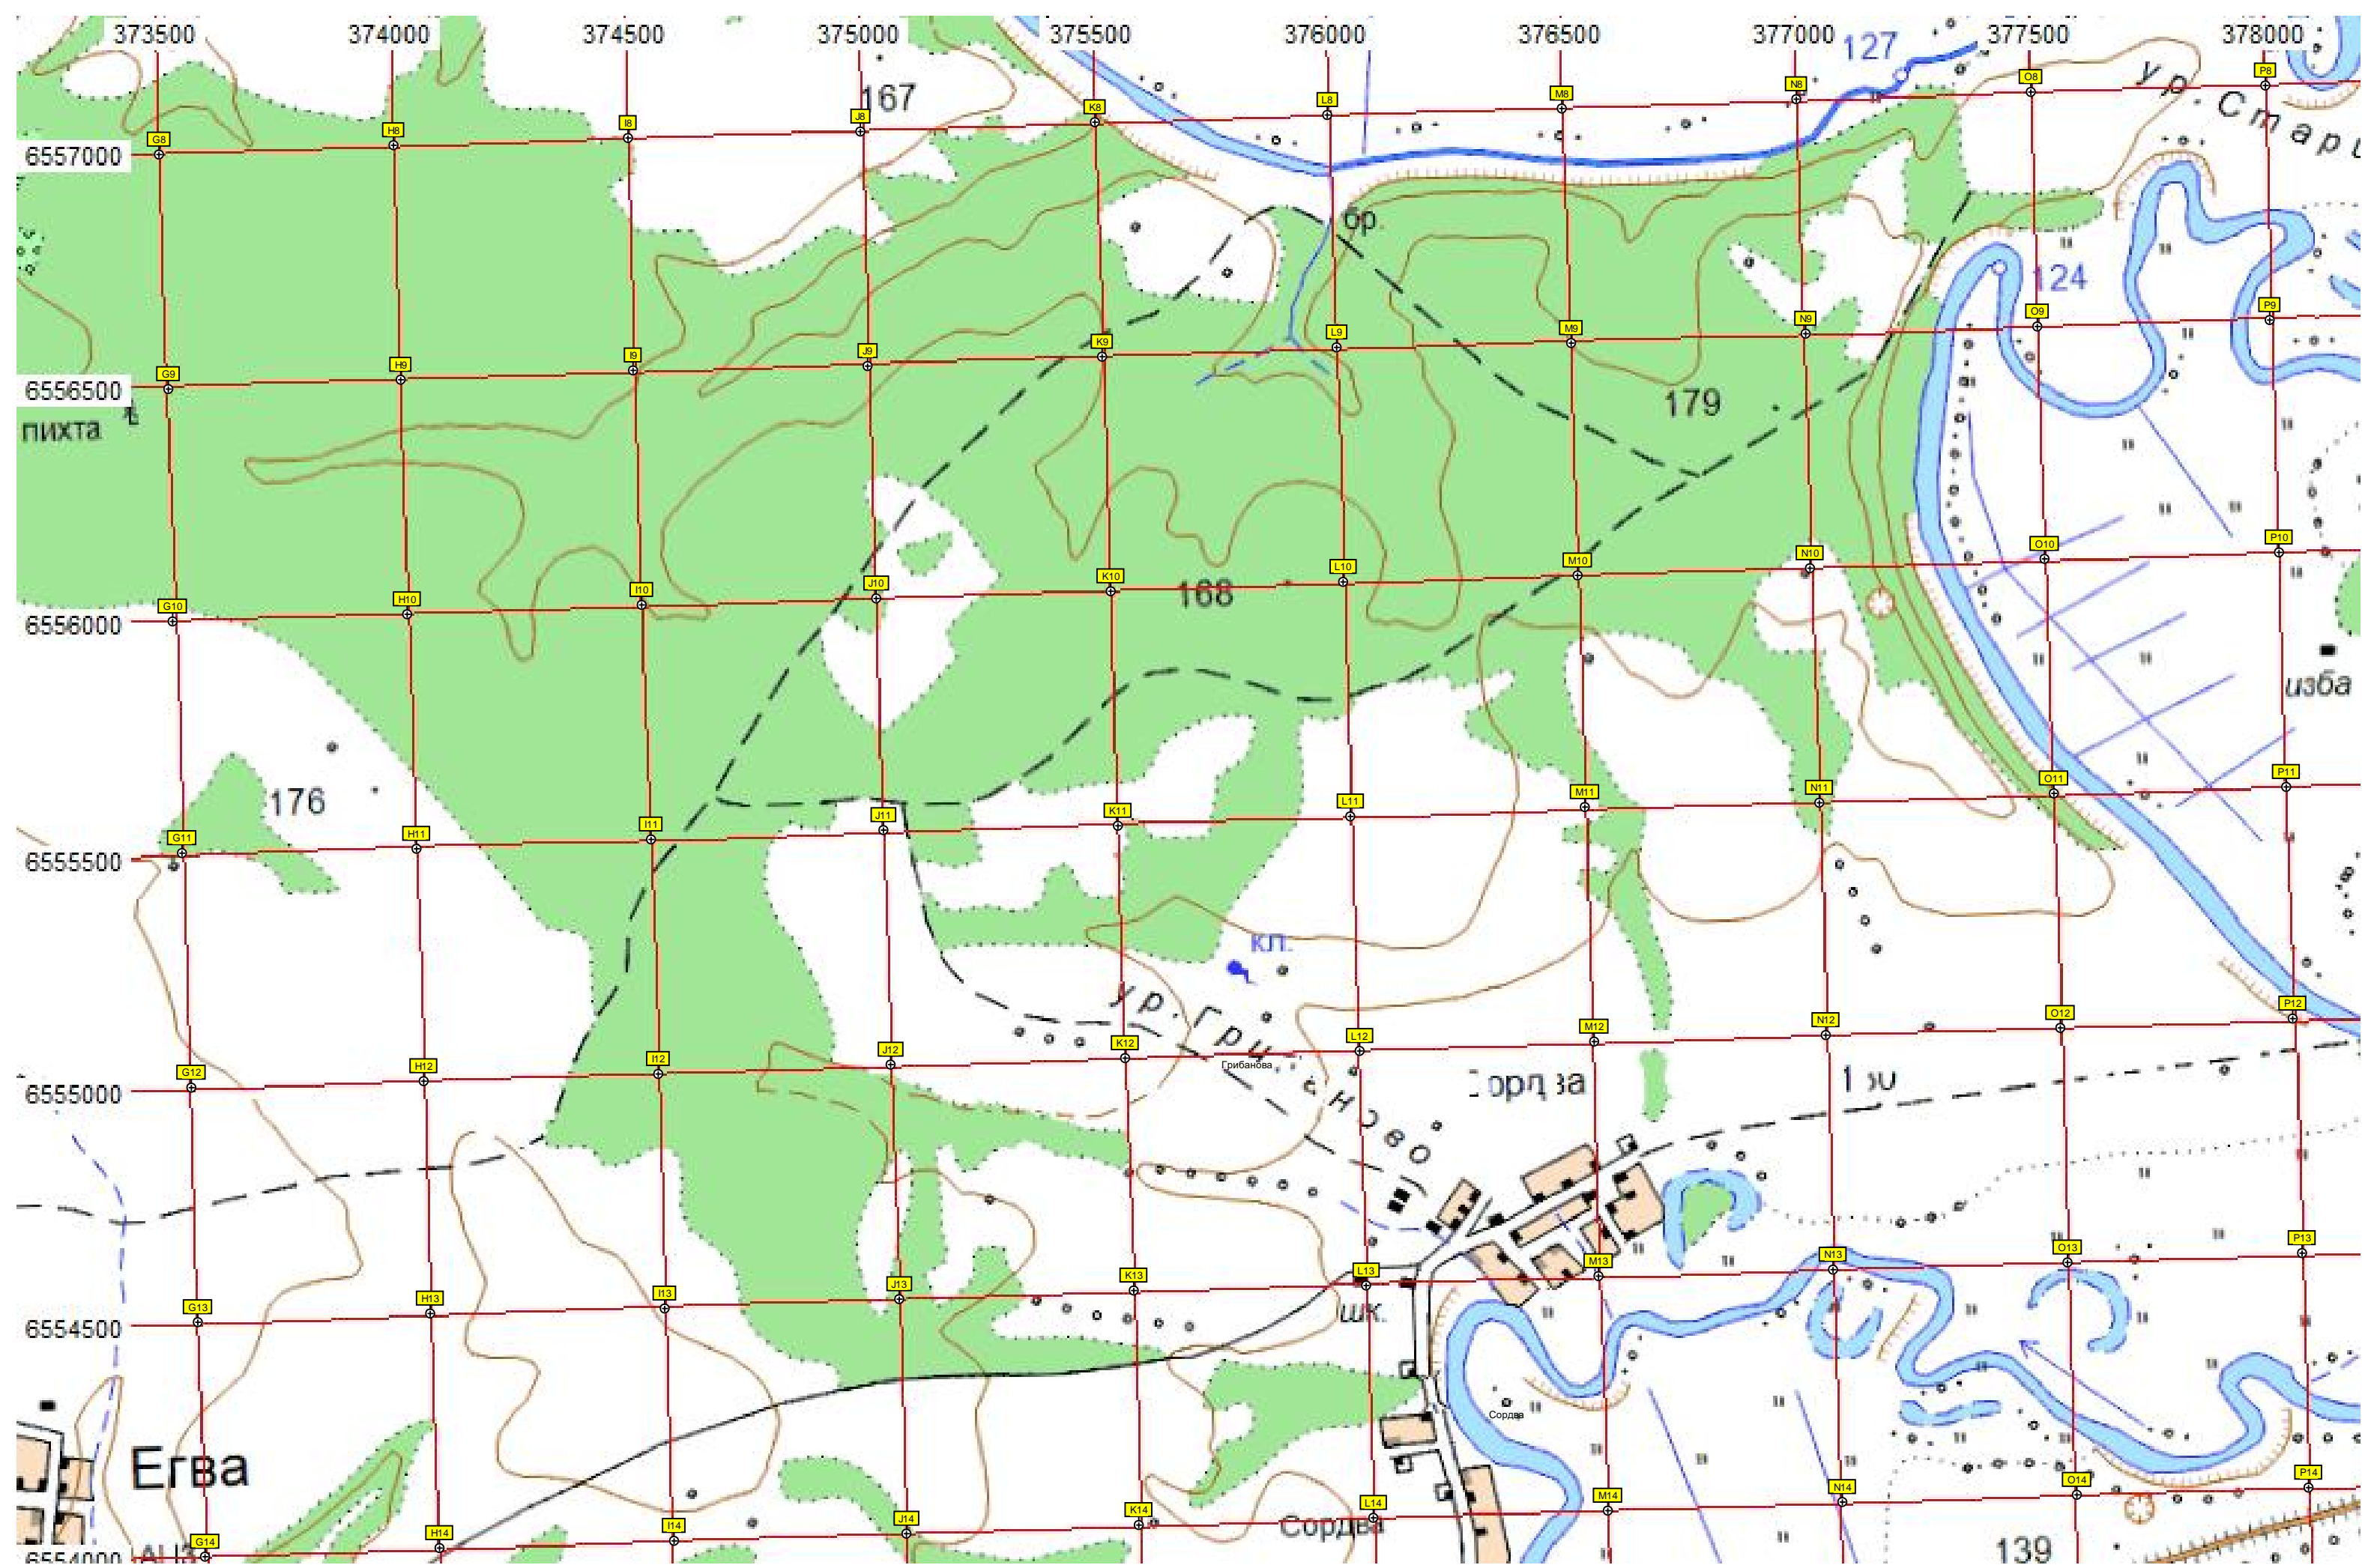 373500 374000 374500 375000 375500 376000 376500 377000 377500 378000
127
167
ур. Стари
G8 H8 I8 J8 K8 L8 M8 N8 O8 P8
6557000
бр.
124
G9 H9 I9 J9 K9 L9 M9 N9 O9 P9
6556500
179
пихта
G10 H10 I10 J10 K10 L10 M10 N10 O10 P10
6556000
168
изба
176
G11 H11 I11 J11 K11 L11 M11 N11 O11 P11
6555500
кл.
G12 H12 I12 J12 K12 L12 M12 N12 O12 P12
6555000
Грибанова
G13 H13 I13 J13 K13 L13 M13 N13 O13 P13
6554500
шк.
Сордва
Егва
G14 H14 I14 J14 K14 L14 M14 N14 O14 P14
Сордва
139
6554000